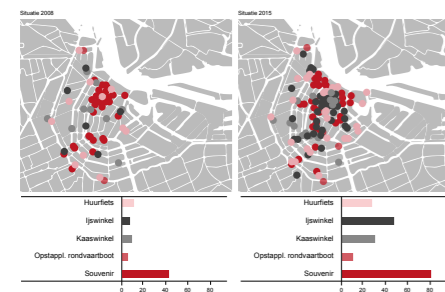 Situatie 2008
Situatie 2015
Huurfiets
Ijswinkel
Kaaswinkel
Opstappl. rondvaartboot
Souvenir
0 20 40 60 80
Huurfiets
Ijswinkel
Kaaswinkel
Opstappl. rondvaartboot
Souvenir
0 20 40 60 80